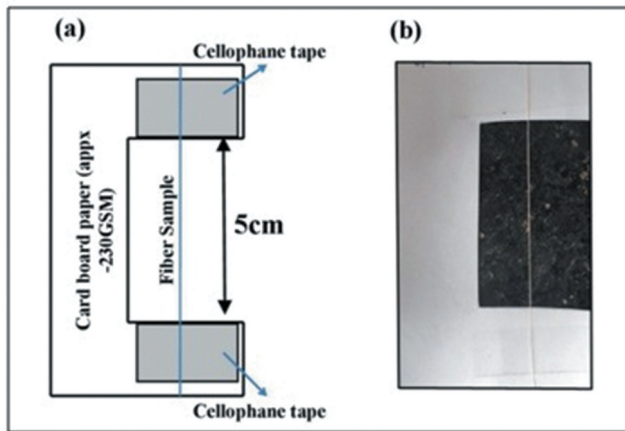 (a)
Cellophane tape
Card board paper (appx
-230GSM)
Fiber Sample
5cm
Cellophane tape
(b)